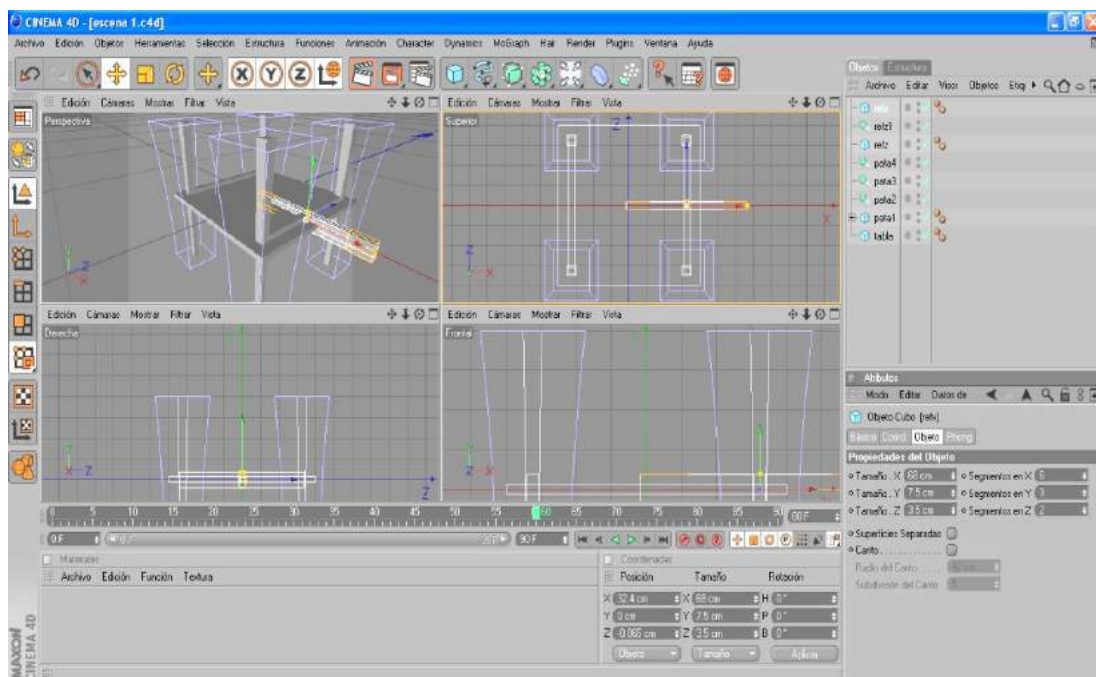 CINEMA 4D - [escena 1.c4d]
Archivo Edición Objetos Herramientas Selección Estructura Funciones Animación Character Dynamics MoGraph Hair Render Plugins Ventana Ayuda
Objetos Estructura
Archivo Editar Visor Objetos Etiq
Edición Cámaras Mostrar Filtrar Vista
Edición Cámaras Mostrar Filtrar Vista
Perspectiva
Superior
refx
refz1
refz
pata4
pata3
pata2
pata1
tabla
Y Z X
Z X
Z X
Edición Cámaras Mostrar Filtrar Vista
Edición Cámaras Mostrar Filtrar Vista
Derecha
Frontal
Y
X Z
Z
Atributos
Modo Editar Datos de
Objeto Cubo [refx]
Básico Coord. Objeto Phong
Propiedades del Objeto
Tamaño . X 68 cm Segmentos en X
Tamaño . Y 7.5 cm Segmentos en Y
Tamaño . Z 3.5 cm Segmentos en Z 2
Superficies Separadas
Canto
Radio del Canto
Subdivisión del Canto
0 5 10 15 20 25 30 35 40 45 50 60 65 70 75 80 85 90
60 F
0 F 90 F
Materiales
Archivo Edición Función Textura
Coordenadas
Posición Tamaño Rotación
X 32.4 cm X 68 cm H 0°
Y 0 cm Y 7.5 cm P 0°
Z -0.065 cm Z 3.5 cm B 0°
Objeto Tamaño Aplicar
MAXON
CINEMA 4D